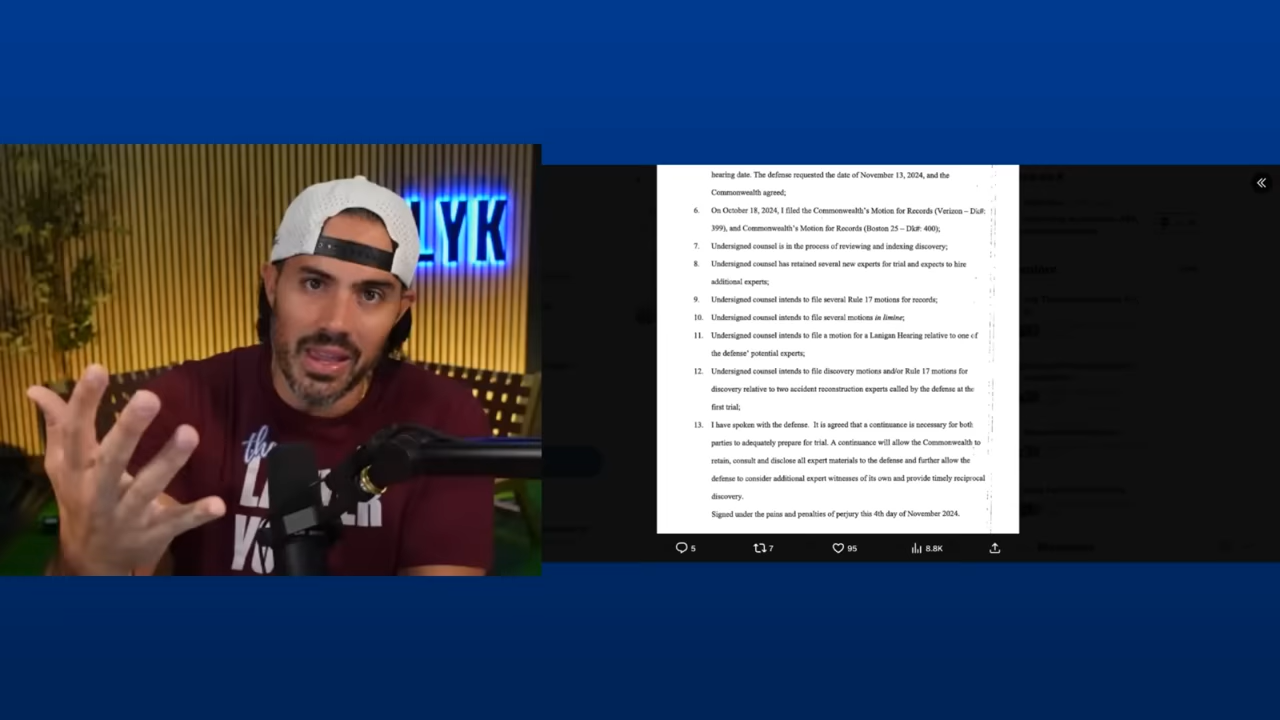 LYK
the
hearing date. The defense requested the date of November 13, 2024, and the
Commonwealth agreed;
6. On October 18, 2024, I filed the Commonwealth's Motion for Records (Verizon – Dk#:
399), and Commonwealth's Motion for Records (Boston 25 – Dk#: 400);
7. Undersigned counsel is in the process of reviewing and indexing discovery;
8. Undersigned counsel has retained several new experts for trial and expects to hire
additional experts;
9. Undersigned counsel intends to file several Rule 17 motions for records;
10. Undersigned counsel intends to file several motions in limine;
11. Undersigned counsel intends to file a motion for a Lanigan Hearing relative to one of
the defense' potential experts;
12. Undersigned counsel intends to file discovery motions and/or Rule 17 motions for
discovery relative to two accident reconstruction experts called by the defense at the
first trial;
13. I have spoken with the defense. It is agreed that a continuance is necessary for both
parties to adequately prepare for trial. A continuance will allow the Commonwealth to
retain, consult and disclose all expert materials to the defense and further allow the
defense to consider additional expert witnesses of its own and provide timely reciprocal
discovery.
Signed under the pains and penalties of perjury this 4th day of November 2024.
5 7 95 8.8K